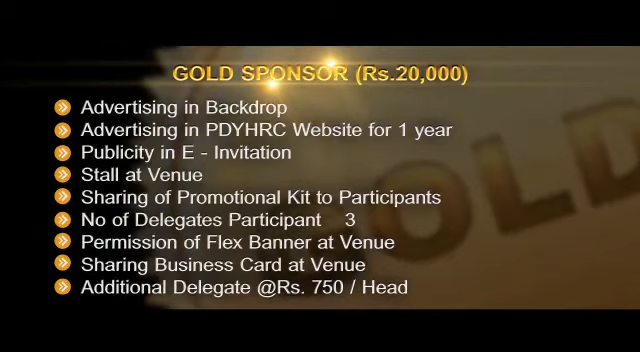 GOLD SPONSOR (Rs.20,000)
Advertising in Backdrop
Advertising in PDYHRC Website for 1 year
Publicity in E - Invitation
Stall at Venue
Sharing of Promotional Kit to Participants
No of Delegates Participant 3
Permission of Flex Banner at Venue
Sharing Business Card at Venue
Additional Delegate @Rs. 750 / Head
GOLD